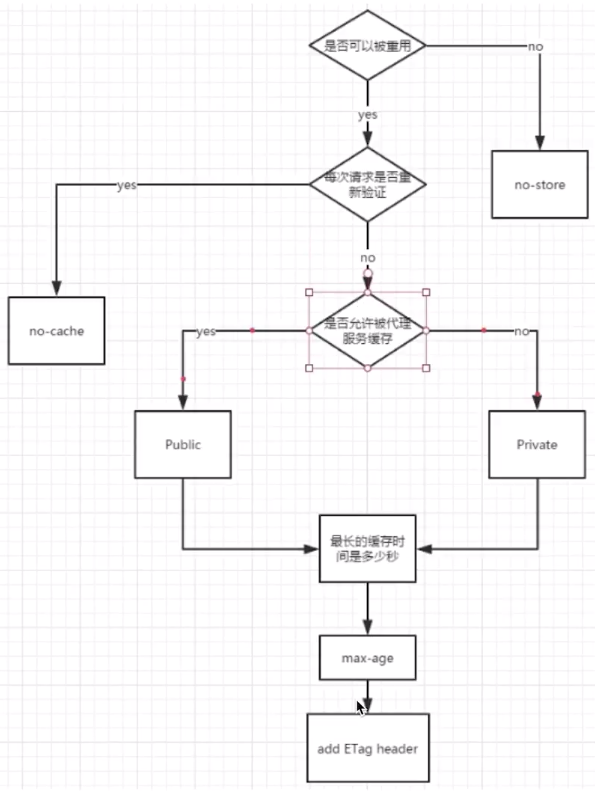 是否可以被重用
no
yes
no-store
每次请求是否重
新验证
yes
no
no-cache
是否允许被代理
服务缓存
yes
no
Public
Private
最长的缓存时
间是多少秒
max-age
add ETag header